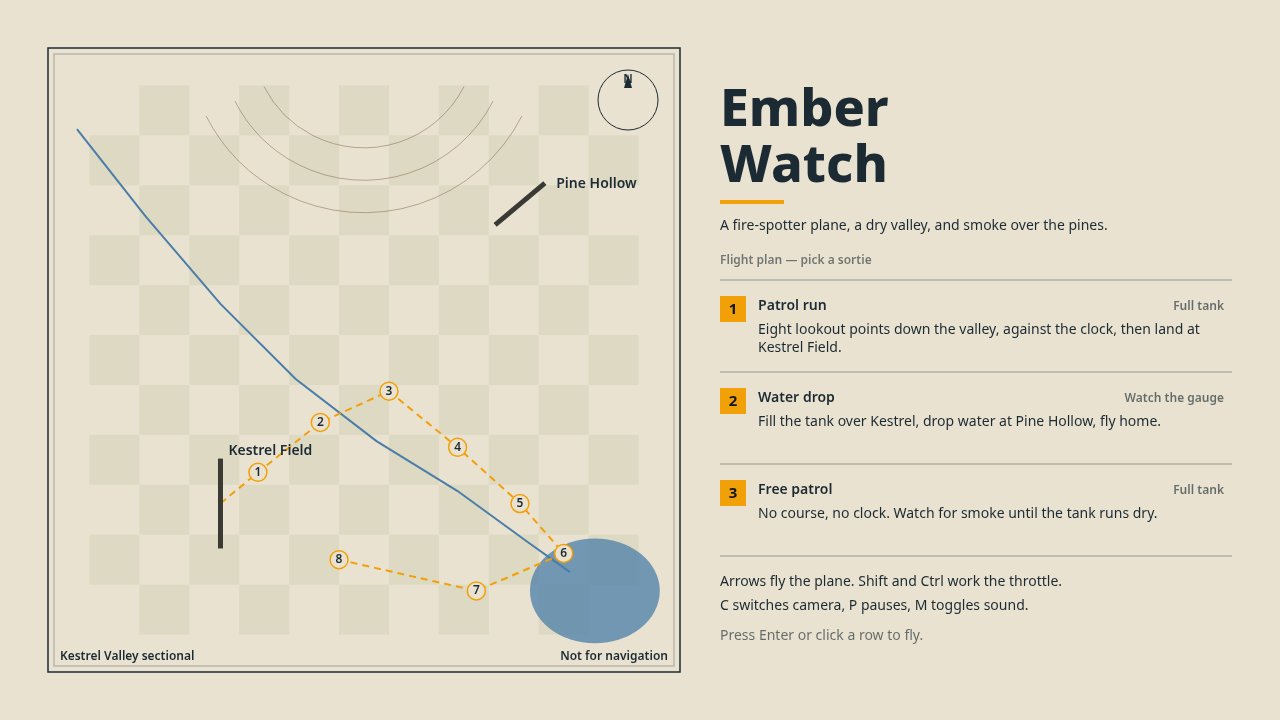 N
Pine Hollow
Kestrel Field
1
2
3
4
5
6
7
8
Kestrel Valley sectional
Not for navigation
Ember
Watch
A fire-spotter plane, a dry valley, and smoke over the pines.
Flight plan — pick a sortie
1 Patrol run Full tank
Eight lookout points down the valley, against the clock, then land at
Kestrel Field.
2 Water drop Watch the gauge
Fill the tank over Kestrel, drop water at Pine Hollow, fly home.
3 Free patrol Full tank
No course, no clock. Watch for smoke until the tank runs dry.
Arrows fly the plane. Shift and Ctrl work the throttle.
C switches camera, P pauses, M toggles sound.
Press Enter or click a row to fly.